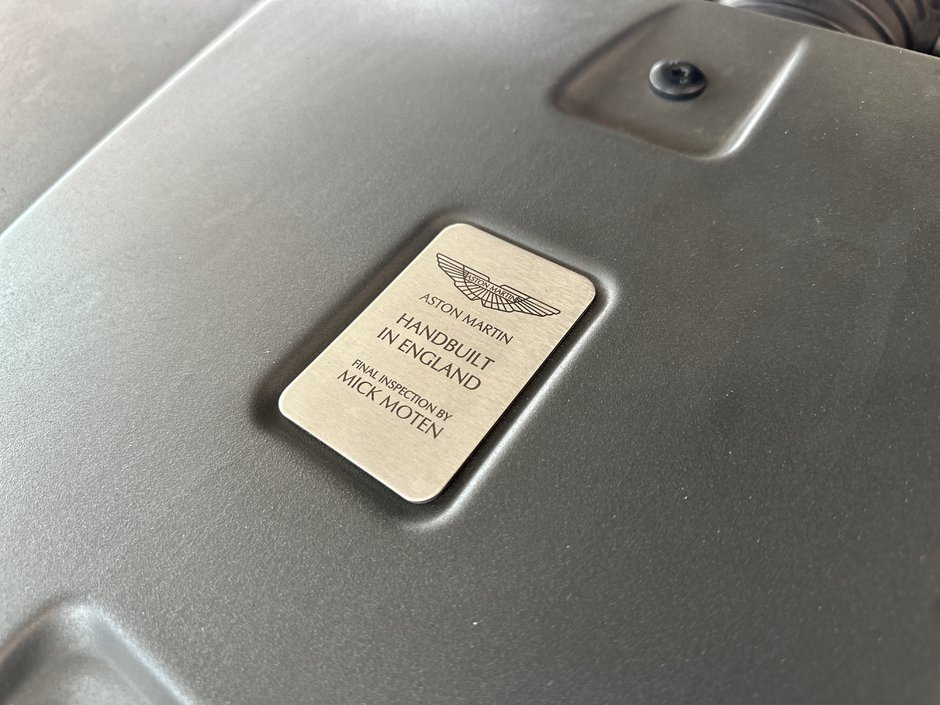 ASTON MARTIN
ASTON MARTIN
HANDBUILT
IN ENGLAND
FINAL INSPECTION BY
MICK MOTEN